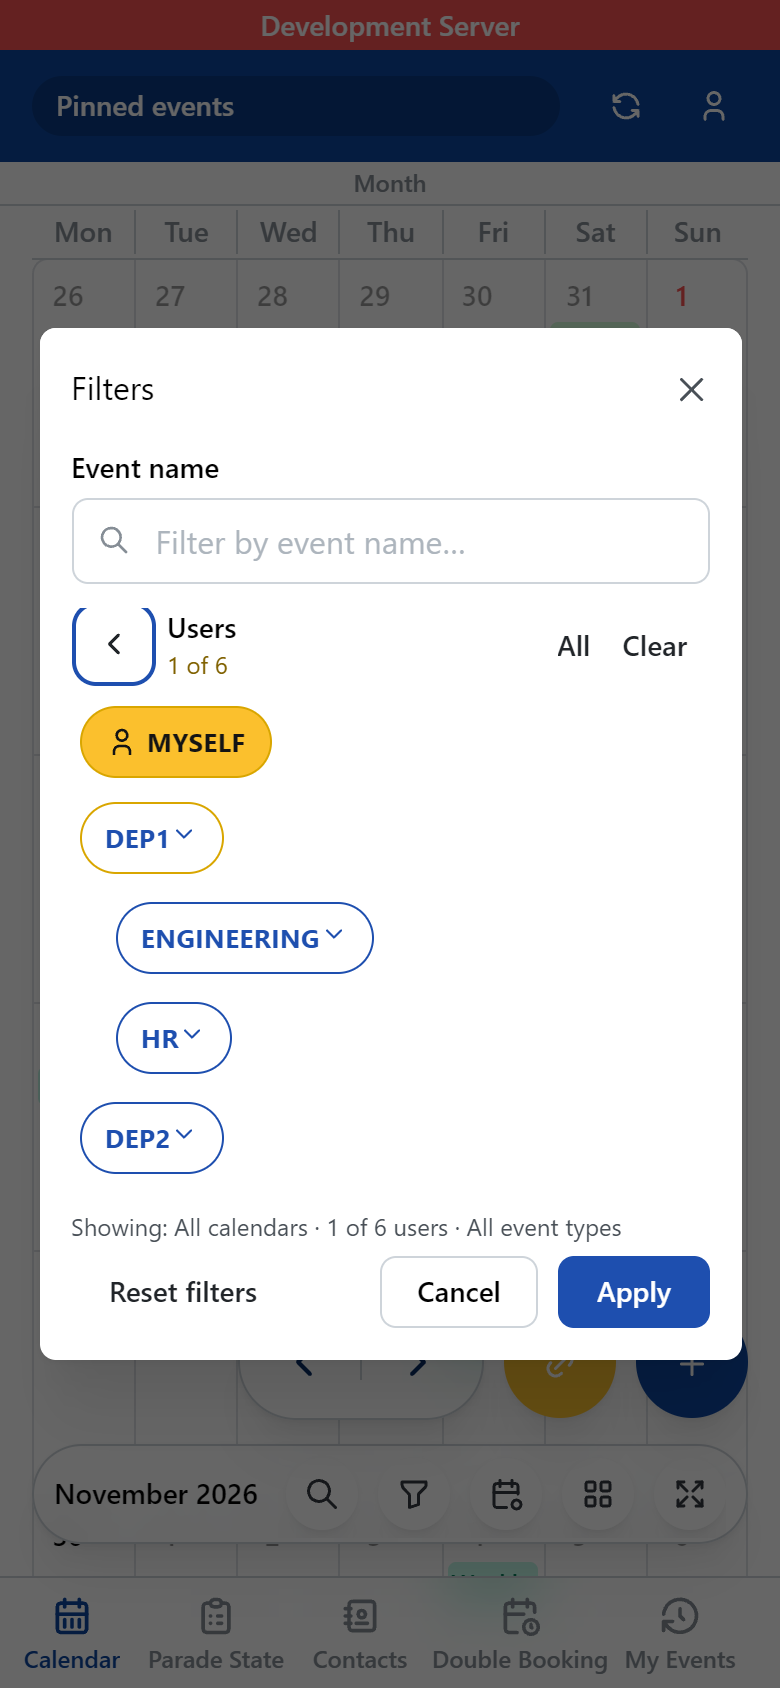 Development Server
Pinned events
Month
Mon Tue Wed Thu Fri Sat Sun
26 27 28 29 30 31 1
Filters
Event name
Filter by event name...
Users
1 of 6
All Clear
MYSELF
DEP1
ENGINEERING
HR
DEP2
Showing: All calendars · 1 of 6 users · All event types
Reset filters Cancel Apply
November 2026
Calendar Parade State Contacts Double Booking My Events